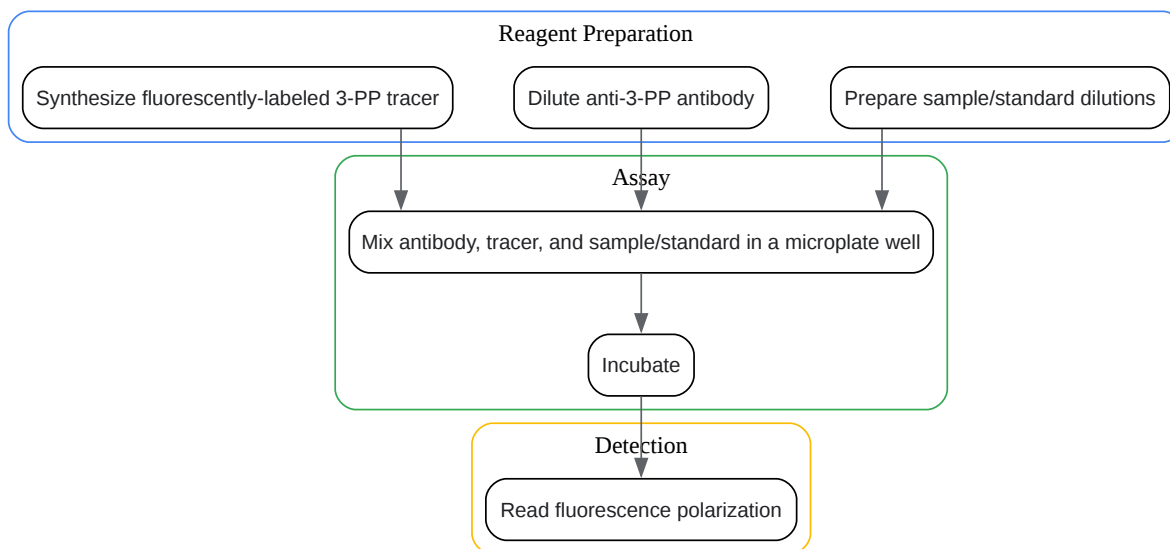 Reagent Preparation
Synthesize fluorescently-labeled 3-PP tracer
Dilute anti-3-PP antibody
Prepare sample/standard dilutions
Assay
Mix antibody, tracer, and sample/standard in a microplate well
Incubate
Detection
Read fluorescence polarization